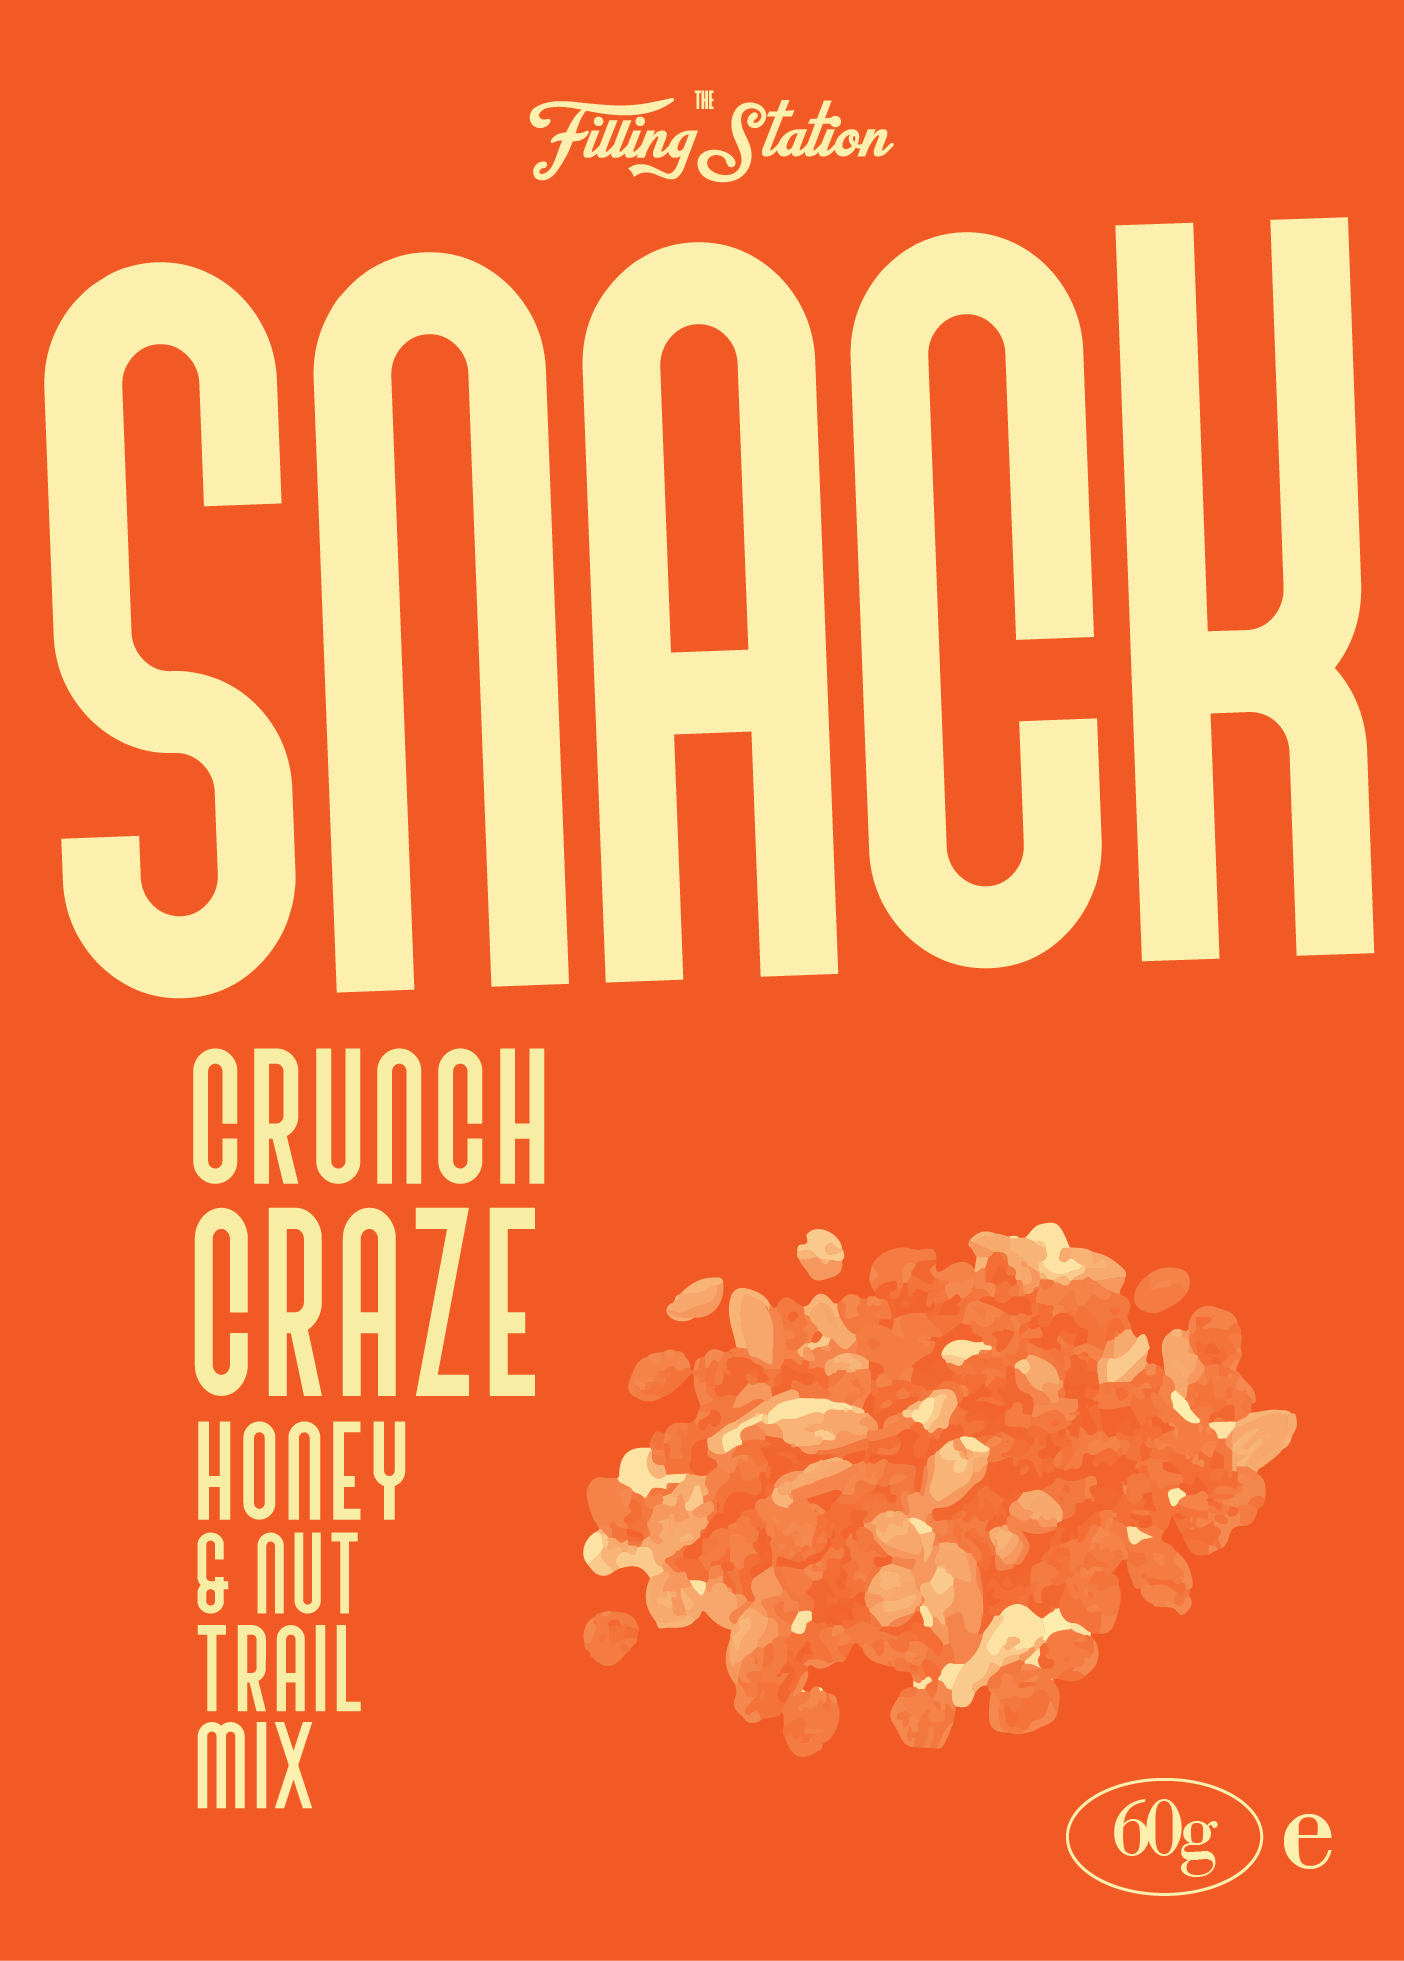 THE
Filling Station
SNACK
CRUNCH
CRAZE
HONEY
& NUT
TRAIL
MIX
60g e